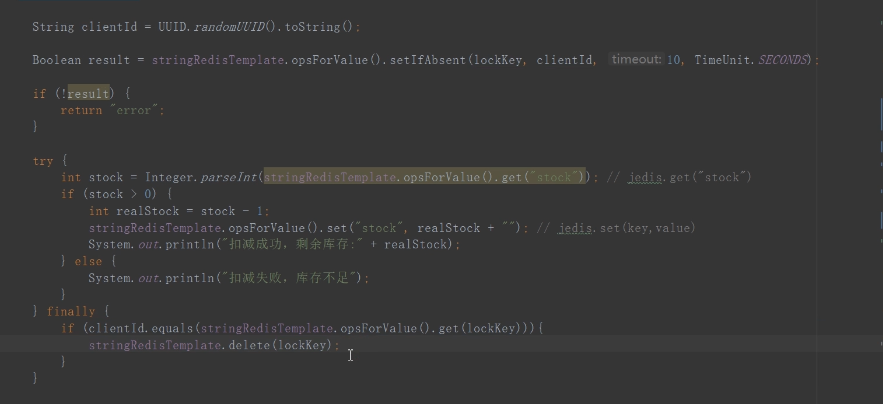 String clientId = UUID.randomUUID().toString();
Boolean result = stringRedisTemplate.opsForValue().setIfAbsent(lockKey, clientId, timeout: 10, TimeUnit.SECONDS);
if (!result) {
return "error";
}
try {
int stock = Integer.parseInt(stringRedisTemplate.opsForValue().get("stock")); // jedis.get("stock")
if (stock > 0) {
int realStock = stock - 1;
stringRedisTemplate.opsForValue().set("stock", realStock + ""); // jedis.set(key,value)
System.out.println("扣减成功，剩余库存:" + realStock);
} else {
System.out.println("扣减失败，库存不足");
}
} finally {
if (clientId.equals(stringRedisTemplate.opsForValue().get(lockKey))){
stringRedisTemplate.delete(lockKey);
}
}